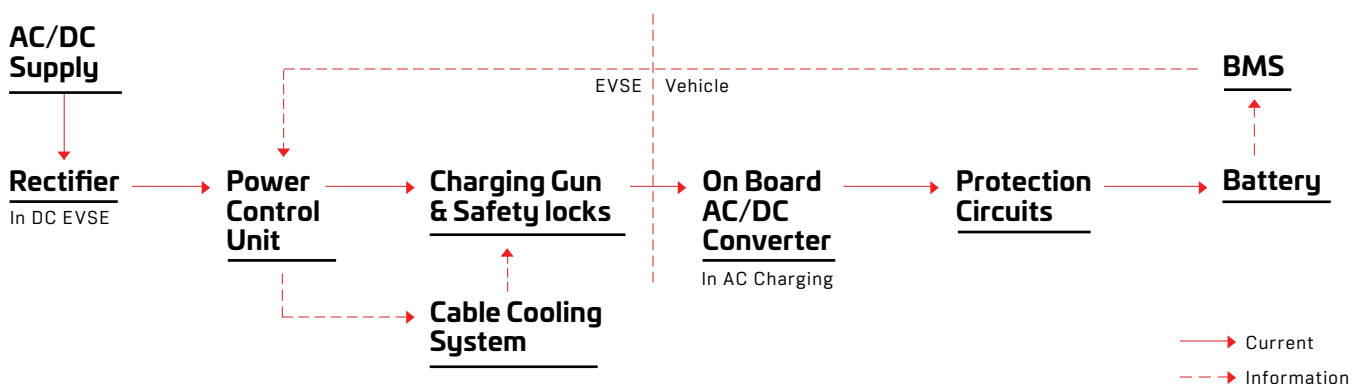 AC/DC
Supply
BMS
EVSE
Vehicle
Rectifier
In DC EVSE
Power
Control
Unit
Charging Gun
& Safety locks
On Board
AC/DC
Converter
In AC Charging
Protection
Circuits
Battery
Cable Cooling
System
Current
Information